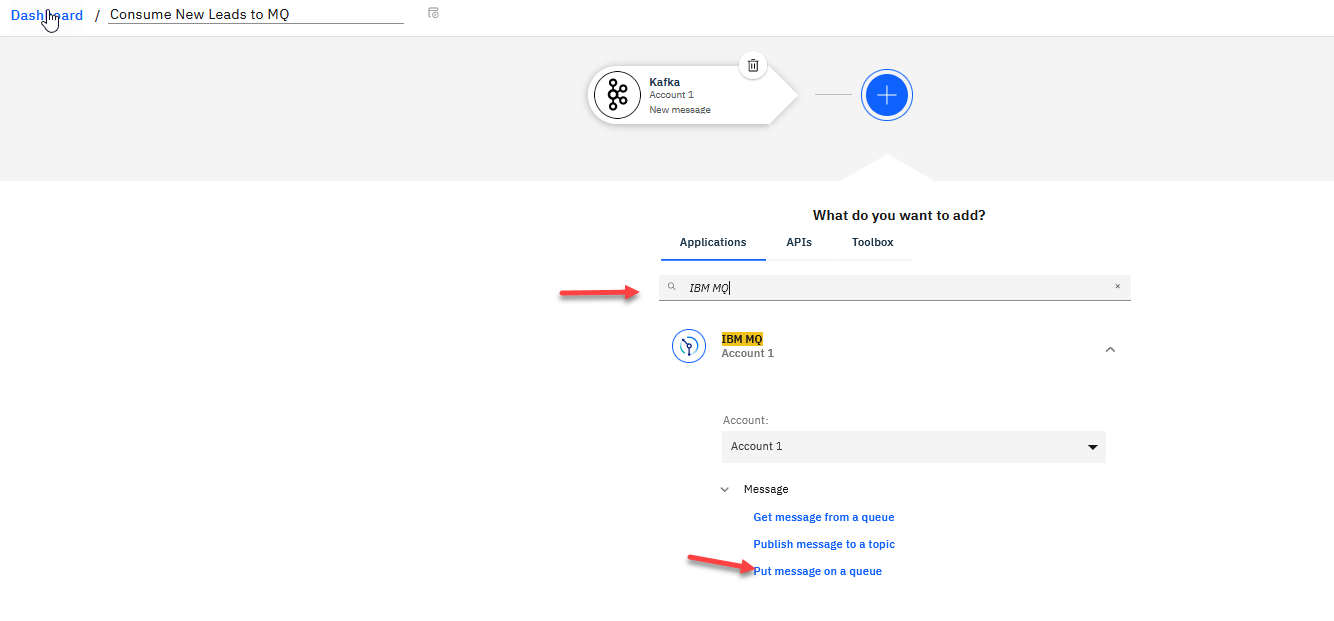 Dashboard / Consume New Leads to MQ
Kafka
Account 1
New message
What do you want to add?
Applications APIs Toolbox
IBM MQ
IBM MQ
Account 1
Account:
Account 1
Message
Get message from a queue
Publish message to a topic
Put message on a queue